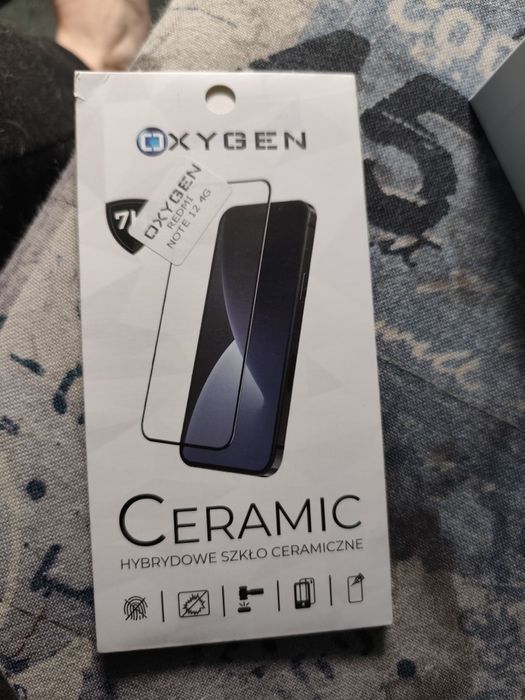 OXYGEN
OXYGEN
REDMI
NOTE 12 4G
CERAMIC
HYBRYDOWE SZKŁO CERAMICZNE